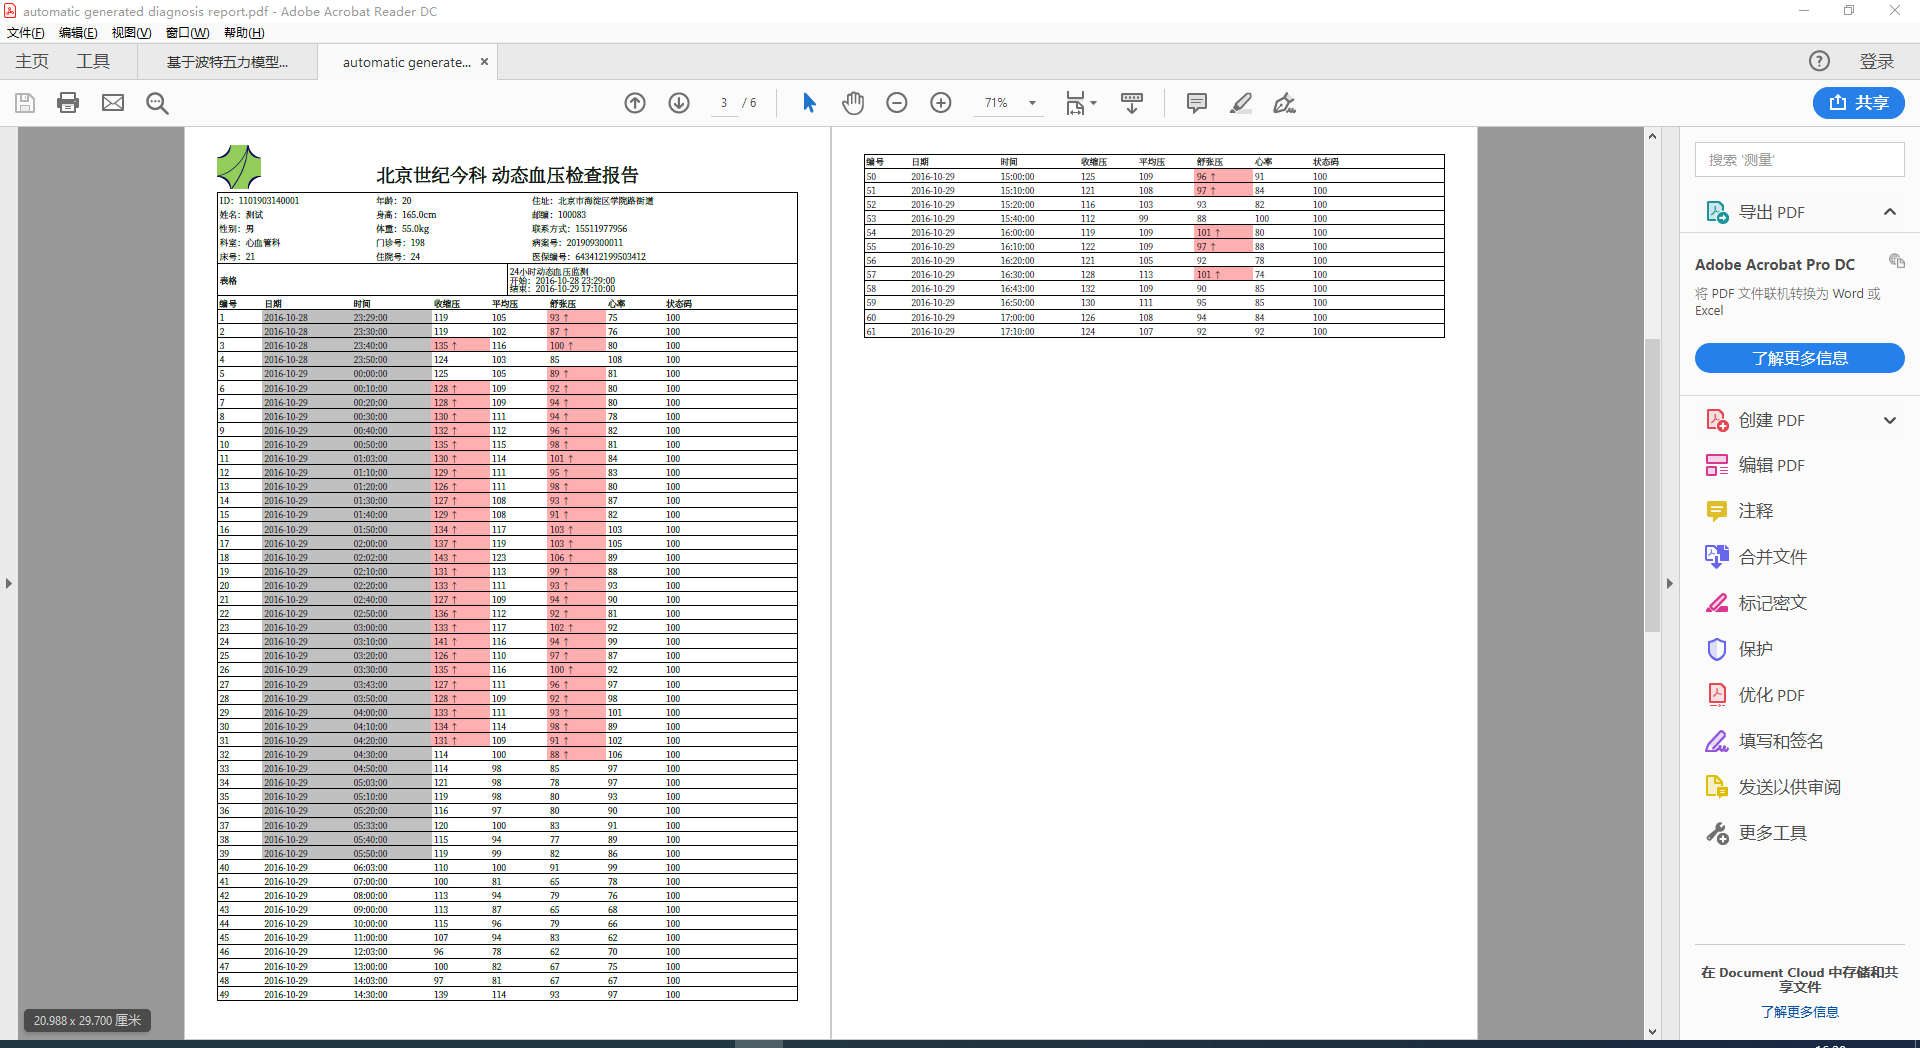 automatic generated diagnosis report.pdf - Adobe Acrobat Reader DC
文件(F) 编辑(E) 视图(V) 窗口(W) 帮助(H)
主页 工具 基于波特五力模型... automatic generate... × 登录
3 / 6 71% 共享
北京世纪今科 动态血压检查报告
ID: 1101903140001 年龄: 20 住址: 北京市海淀区学院路街道
姓名: 测试 身高: 165.0cm 邮编: 100083
性别: 男 体重: 55.0kg 联系方式: 15511977956
科室: 心血管科 门诊号: 198 病案号: 201909300011
床号: 21 住院号: 24 医保编号: 643412199503412
表格
24小时动态血压监测
开始: 2016-10-28 23:29:00
结束: 2016-10-29 17:10:00
编号 日期 时间 收缩压 平均压 舒张压 心率 状态码
1 2016-10-28 23:29:00 119 105 93 ↑ 75 100
2 2016-10-28 23:30:00 119 102 87 ↑ 76 100
3 2016-10-28 23:40:00 135 ↑ 116 100 ↑ 80 100
4 2016-10-28 23:50:00 124 103 85 108 100
5 2016-10-29 00:00:00 125 105 89 ↑ 81 100
6 2016-10-29 00:10:00 128 ↑ 109 92 ↑ 80 100
7 2016-10-29 00:20:00 128 ↑ 109 94 ↑ 80 100
8 2016-10-29 00:30:00 130 ↑ 111 94 ↑ 78 100
9 2016-10-29 00:40:00 132 ↑ 112 96 ↑ 82 100
10 2016-10-29 00:50:00 135 ↑ 115 98 ↑ 81 100
11 2016-10-29 01:03:00 130 ↑ 114 101 ↑ 84 100
12 2016-10-29 01:10:00 129 ↑ 111 95 ↑ 83 100
13 2016-10-29 01:20:00 126 ↑ 111 98 ↑ 80 100
14 2016-10-29 01:30:00 127 ↑ 108 93 ↑ 87 100
15 2016-10-29 01:40:00 129 ↑ 108 91 ↑ 82 100
16 2016-10-29 01:50:00 134 ↑ 117 103 ↑ 103 100
17 2016-10-29 02:00:00 137 ↑ 119 103 ↑ 105 100
18 2016-10-29 02:02:00 143 ↑ 123 106 ↑ 89 100
19 2016-10-29 02:10:00 131 ↑ 113 99 ↑ 88 100
20 2016-10-29 02:20:00 133 ↑ 111 93 ↑ 93 100
21 2016-10-29 02:40:00 127 ↑ 109 94 ↑ 90 100
22 2016-10-29 02:50:00 136 ↑ 112 92 ↑ 81 100
23 2016-10-29 03:00:00 133 ↑ 117 102 ↑ 92 100
24 2016-10-29 03:10:00 141 ↑ 116 94 ↑ 99 100
25 2016-10-29 03:20:00 126 ↑ 110 97 ↑ 87 100
26 2016-10-29 03:30:00 135 ↑ 116 100 ↑ 92 100
27 2016-10-29 03:43:00 127 ↑ 111 96 ↑ 97 100
28 2016-10-29 03:50:00 128 ↑ 109 92 ↑ 98 100
29 2016-10-29 04:00:00 133 ↑ 111 93 ↑ 101 100
30 2016-10-29 04:10:00 134 ↑ 114 98 ↑ 89 100
31 2016-10-29 04:20:00 131 ↑ 109 91 ↑ 102 100
32 2016-10-29 04:30:00 114 100 88 ↑ 106 100
33 2016-10-29 04:50:00 114 98 85 97 100
34 2016-10-29 05:03:00 121 98 78 97 100
35 2016-10-29 05:10:00 119 98 80 93 100
36 2016-10-29 05:20:00 116 97 80 90 100
37 2016-10-29 05:33:00 120 100 83 91 100
38 2016-10-29 05:40:00 115 94 77 89 100
39 2016-10-29 05:50:00 119 99 82 86 100
40 2016-10-29 06:03:00 110 100 91 99 100
41 2016-10-29 07:00:00 100 81 65 78 100
42 2016-10-29 08:00:00 113 94 79 76 100
43 2016-10-29 09:00:00 113 87 65 68 100
44 2016-10-29 10:00:00 115 96 79 66 100
45 2016-10-29 11:00:00 107 94 83 62 100
46 2016-10-29 12:03:00 96 78 62 70 100
47 2016-10-29 13:00:00 100 82 67 75 100
48 2016-10-29 14:03:00 97 81 67 67 100
49 2016-10-29 14:30:00 139 114 93 97 100
20.988 x 29.700 厘米
编号 日期 时间 收缩压 平均压 舒张压 心率 状态码
50 2016-10-29 15:00:00 125 109 96 ↑ 91 100
51 2016-10-29 15:10:00 121 108 97 ↑ 84 100
52 2016-10-29 15:20:00 116 103 93 82 100
53 2016-10-29 15:40:00 112 99 88 100 100
54 2016-10-29 16:00:00 119 109 101 ↑ 80 100
55 2016-10-29 16:10:00 122 109 97 ↑ 88 100
56 2016-10-29 16:20:00 121 105 92 78 100
57 2016-10-29 16:30:00 128 113 101 ↑ 74 100
58 2016-10-29 16:43:00 132 109 90 85 100
59 2016-10-29 16:50:00 130 111 95 85 100
60 2016-10-29 17:00:00 126 108 94 84 100
61 2016-10-29 17:10:00 124 107 92 92 100
搜索 '测量'
导出 PDF
Adobe Acrobat Pro DC
将 PDF 文件联机转换为 Word 或
Excel
了解更多信息
创建 PDF
编辑 PDF
注释
合并文件
标记密文
保护
优化 PDF
填写和签名
发送以供审阅
更多工具
在 Document Cloud 中存储和共
享文件
了解更多信息